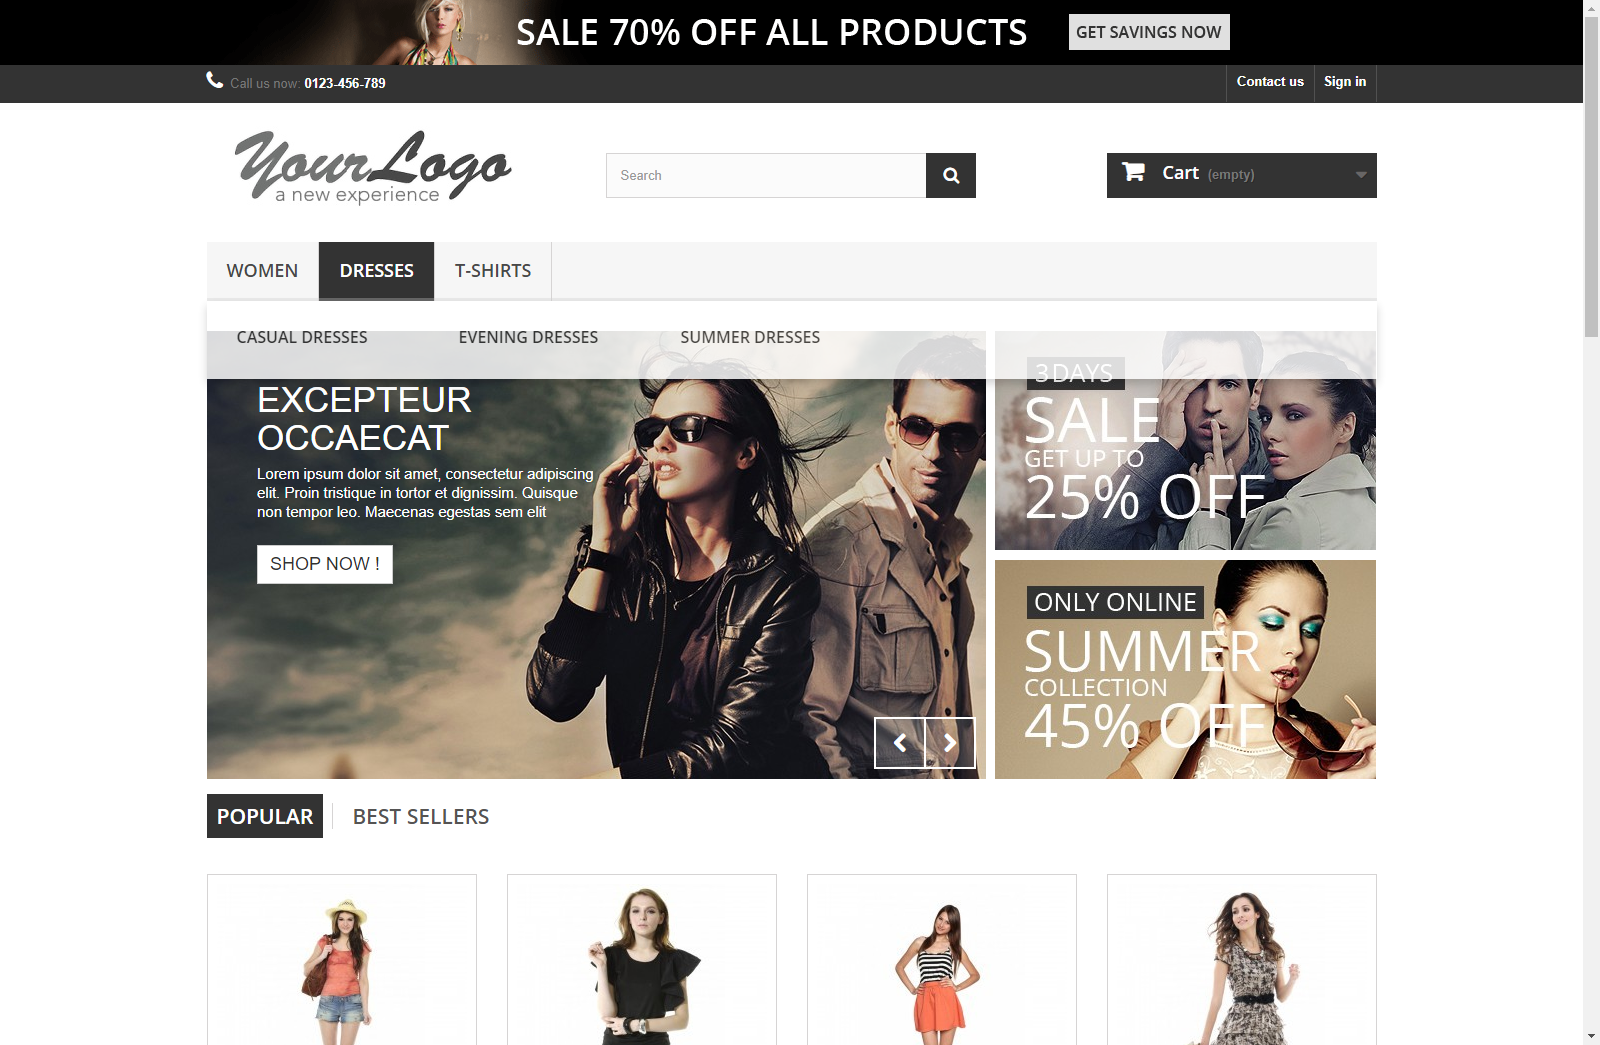 SALE 70% OFF ALL PRODUCTS
GET SAVINGS NOW
Call us now: 0123-456-789
Contact us
Sign in
YourLogo
a new experience
Search
Cart (empty)
WOMEN
DRESSES
T-SHIRTS
CASUAL DRESSES
EVENING DRESSES
SUMMER DRESSES
EXCEPTEUR
OCCAECAT
Lorem ipsum dolor sit amet, consectetur adipiscing
elit. Proin tristique in tortor et dignissim. Quisque
non tempor leo. Maecenas egestas sem elit
SHOP NOW !
3DAYS
SALE
GET UP TO
25% OFF
ONLY ONLINE
SUMMER
COLLECTION
45% OFF
POPULAR
BEST SELLERS